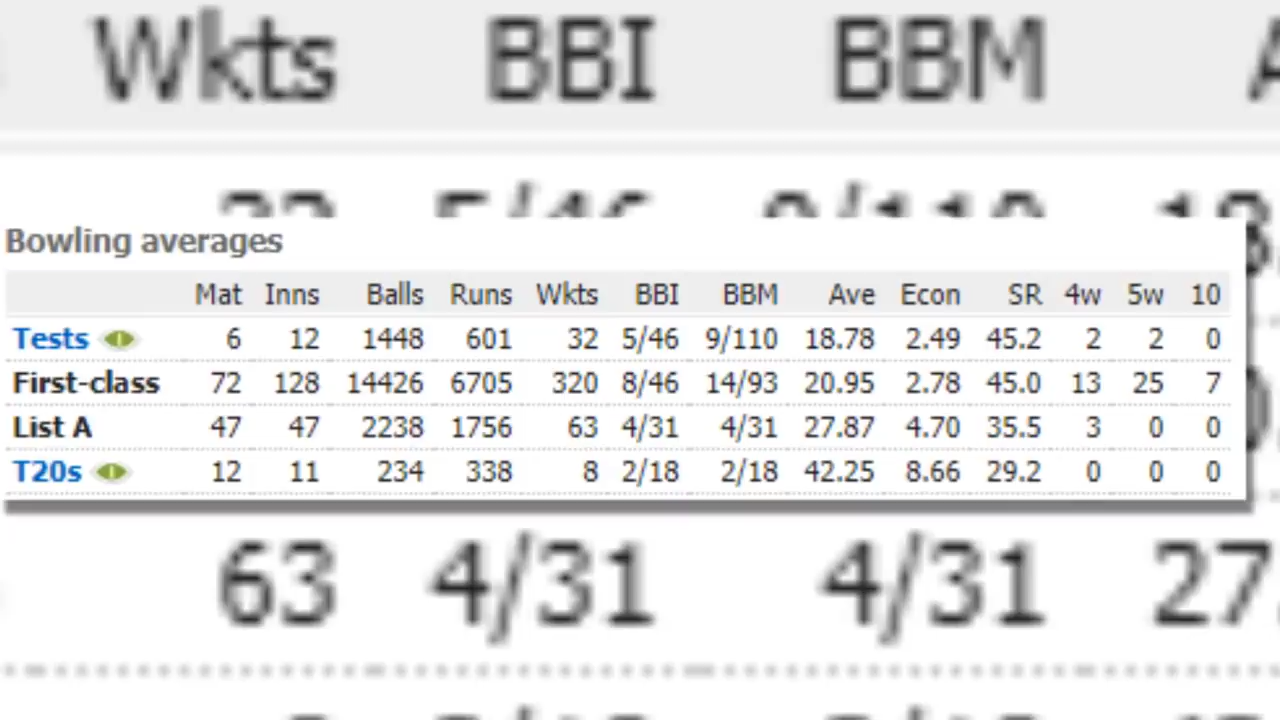 Wkts BBI BBM
Bowling averages
Mat Inns Balls Runs Wkts BBI BBM Ave Econ SR 4w 5w 10
Tests 6 12 1448 601 32 5/46 9/110 18.78 2.49 45.2 2 2 0
First-class 72 128 14426 6705 320 8/46 14/93 20.95 2.78 45.0 13 25 7
List A 47 47 2238 1756 63 4/31 4/31 27.87 4.70 35.5 3 0 0
T20s 12 11 234 338 8 2/18 2/18 42.25 8.66 29.2 0 0 0
63 4/31 4/31 27.